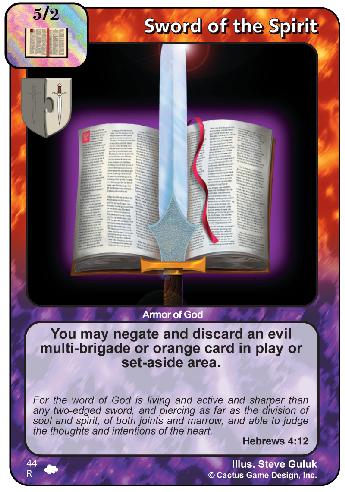 5/2
Sword of the Spirit
Armor of God
You may negate and discard an evil
multi-brigade or orange card in play or
set-aside area.
For the word of God is living and active and sharper than
any two-edged sword, and piercing as far as the division of
soul and spirit, of both joints and marrow, and able to judge
the thoughts and intentions of the heart.
Hebrews 4:12
44
R
Illus. Steve Guluk
© Cactus Game Design, Inc.